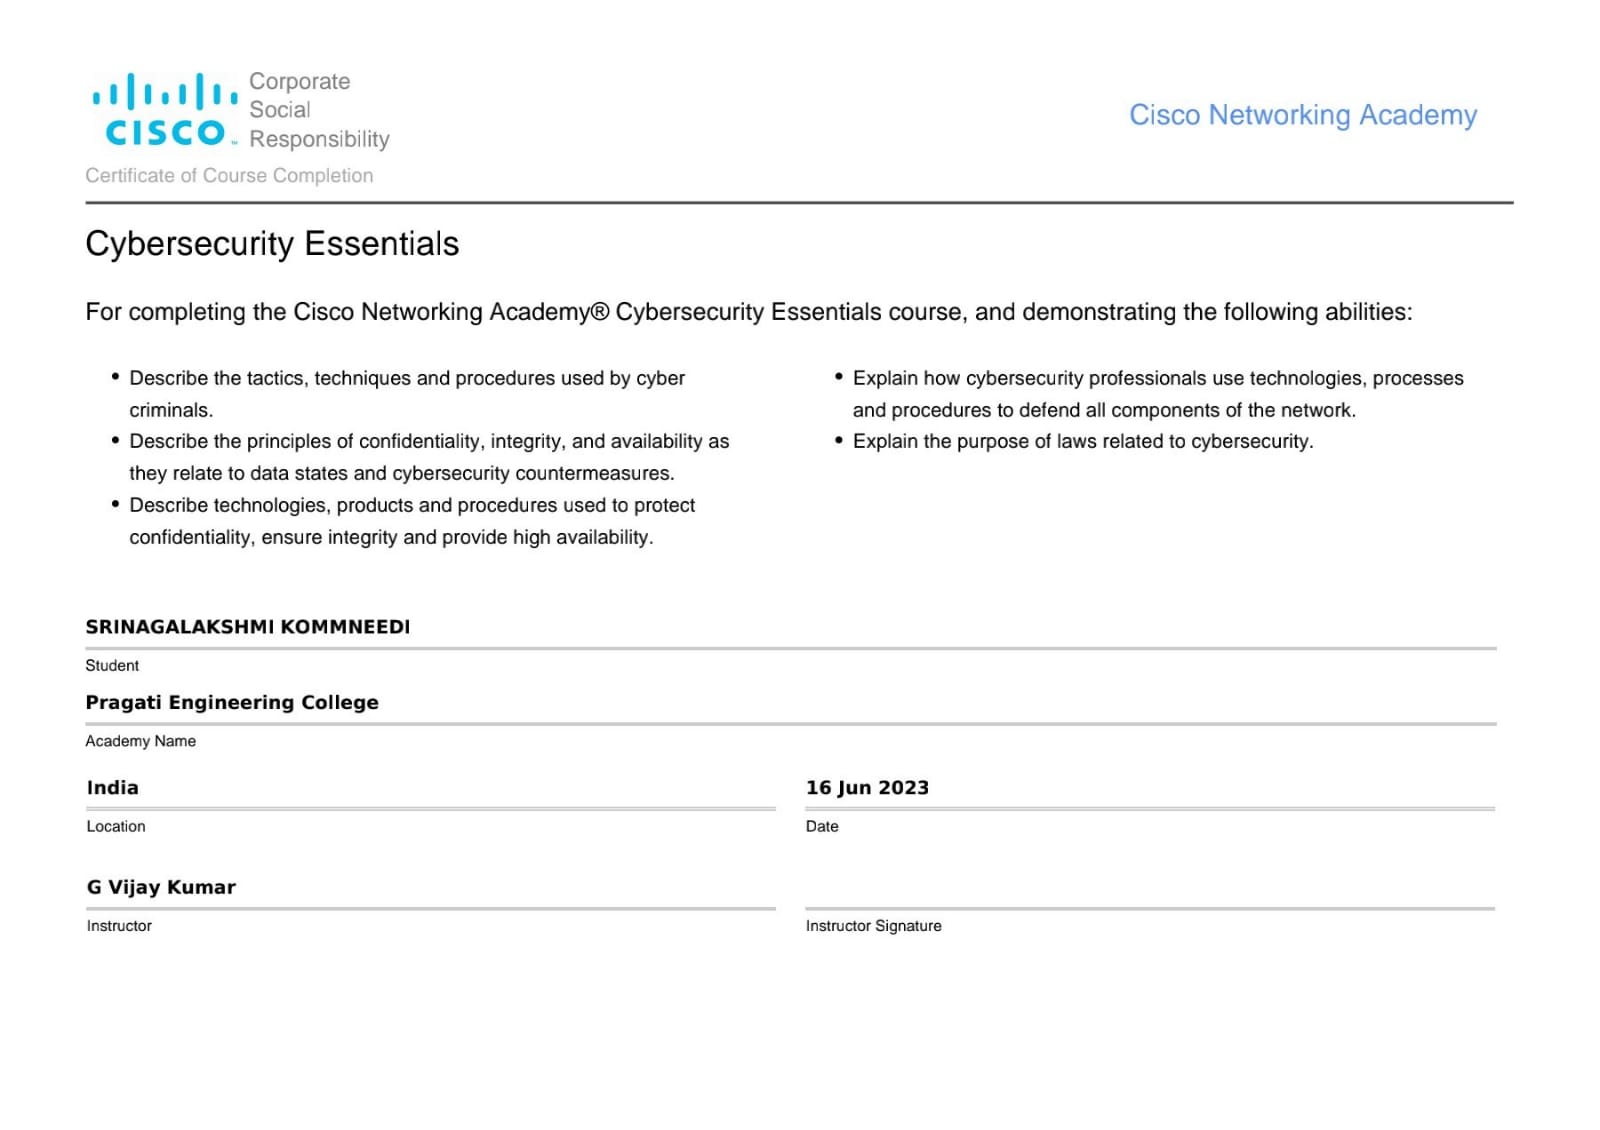 CISCO™
Corporate
Social
Responsibility
Cisco Networking Academy
Certificate of Course Completion
Cybersecurity Essentials
For completing the Cisco Networking Academy® Cybersecurity Essentials course, and demonstrating the following abilities:
• Describe the tactics, techniques and procedures used by cyber
criminals.
• Describe the principles of confidentiality, integrity, and availability as
they relate to data states and cybersecurity countermeasures.
• Describe technologies, products and procedures used to protect
confidentiality, ensure integrity and provide high availability.
• Explain how cybersecurity professionals use technologies, processes
and procedures to defend all components of the network.
• Explain the purpose of laws related to cybersecurity.
SRINAGALAKSHMI KOMMNEEDI
Student
Pragati Engineering College
Academy Name
India
Location
16 Jun 2023
Date
G Vijay Kumar
Instructor
Instructor Signature